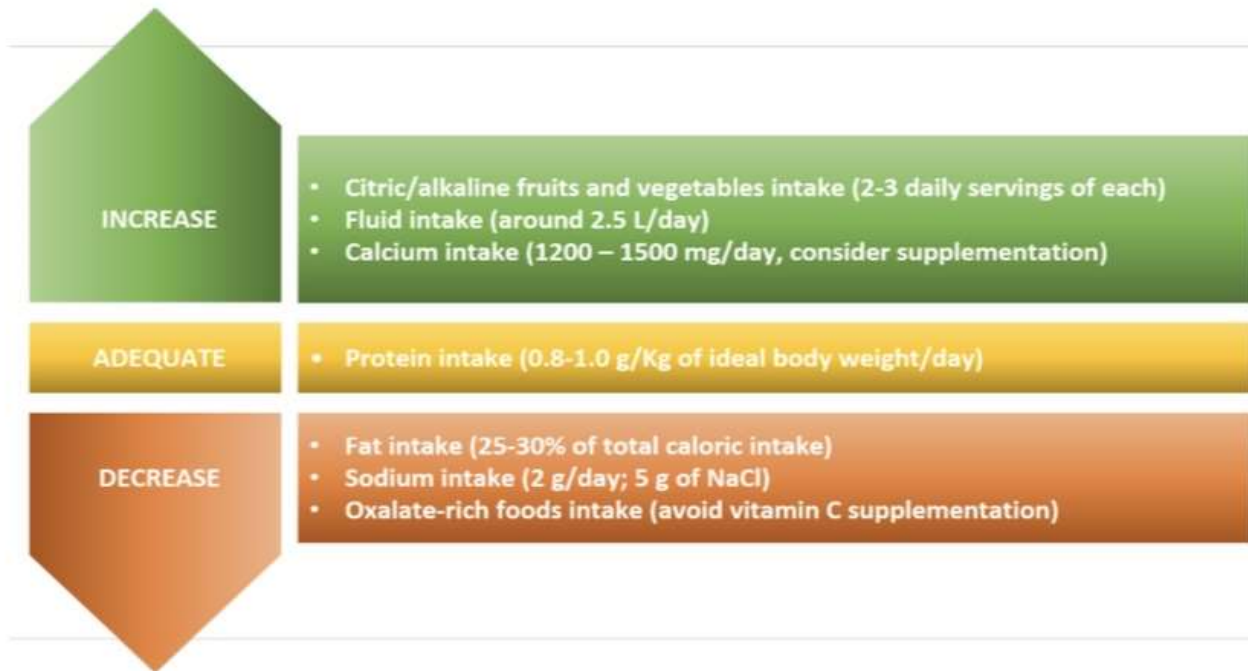 INCREASE
• Citric/alkaline fruits and vegetables intake (2-3 daily servings of each)
• Fluid intake (around 2.5 L/day)
• Calcium intake (1200 – 1500 mg/day, consider supplementation)
ADEQUATE
• Protein intake (0.8-1.0 g/Kg of ideal body weight/day)
DECREASE
• Fat intake (25-30% of total caloric intake)
• Sodium intake (2 g/day; 5 g of NaCl)
• Oxalate-rich foods intake (avoid vitamin C supplementation)